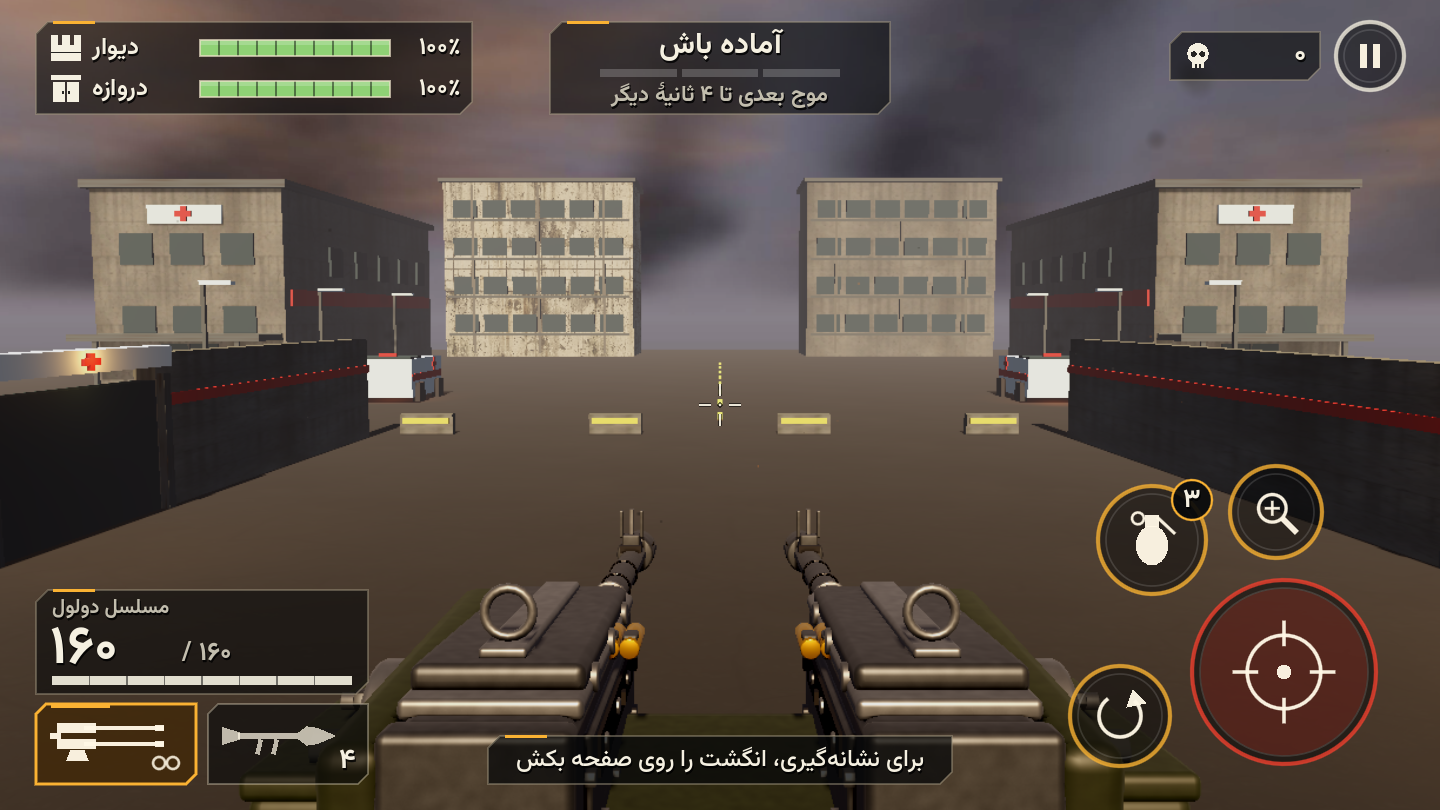 دیوار ۱۰۰٪
دروازه ۱۰۰٪
آماده باش
موج بعدی تا ۴ ثانیهٔ دیگر
۰
۳
مسلسل دولول
۱۶۰ / ۱۶۰
∞
۴
برای نشانه‌گیری، انگشت را روی صفحه بکش